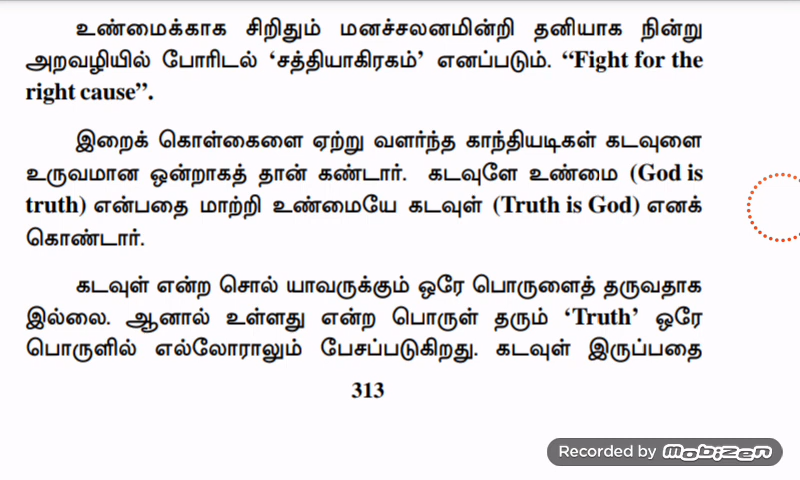 உண்மைக்காக சிறிதும் மனச்சலனமின்றி தனியாக நின்று
அறவழியில் போரிடல் ‘சத்தியாகிரகம்’ எனப்படும். “Fight for the
right cause”.
இறைக் கொள்கைளை ஏற்று வளர்ந்த காந்தியடிகள் கடவுளை
உருவமான ஒன்றாகத் தான் கண்டார். கடவுளே உண்மை (God is
truth) என்பதை மாற்றி உண்மையே கடவுள் (Truth is God) எனக்
கொண்டார்.
கடவுள் என்ற சொல் யாவருக்கும் ஒரே பொருளைத் தருவதாக
இல்லை. ஆனால் உள்ளது என்ற பொருள் தரும் ‘Truth’ ஒரே
பொருளில் எல்லோராலும் பேசப்படுகிறது. கடவுள் இருப்பதை
313
Recorded by mobizen